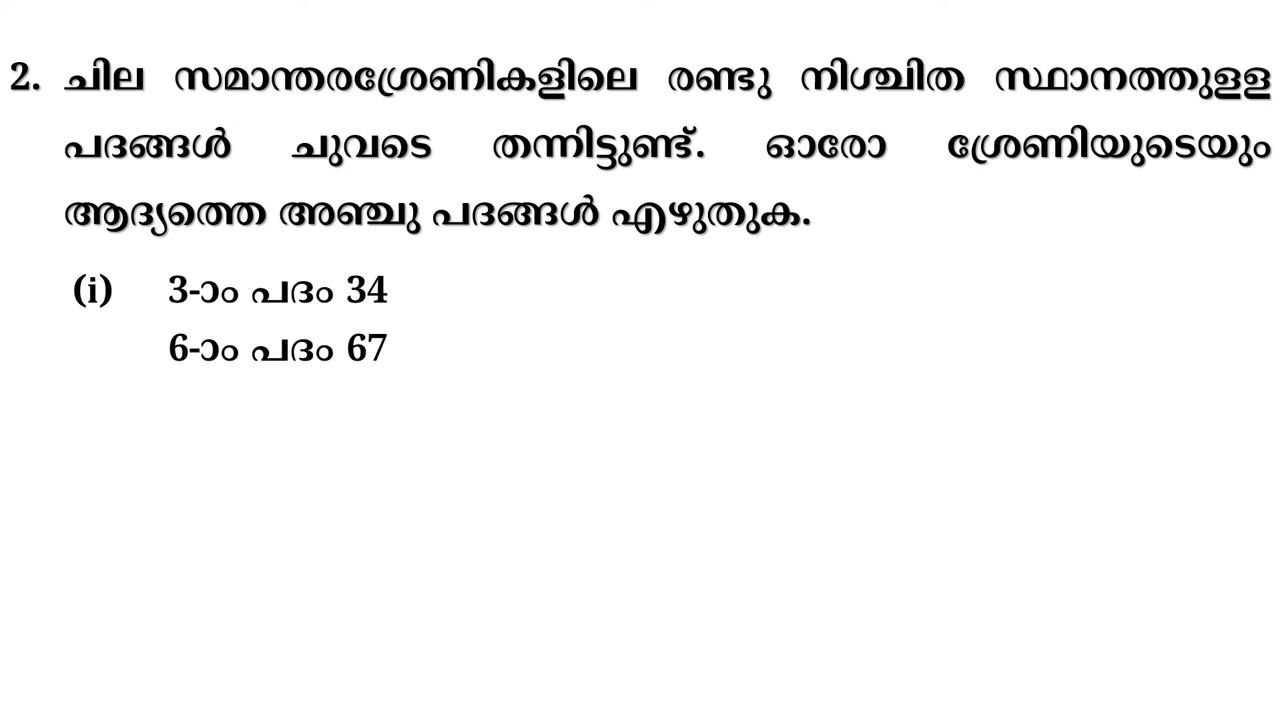 2. ചില സമാന്തരശ്രേണികളിലെ രണ്ടു നിശ്ചിത സ്ഥാനത്തുളള
പദങ്ങൾ ചുവടെ തന്നിട്ടുണ്ട്. ഓരോ ശ്രേണിയുടെയും
ആദ്യത്തെ അഞ്ചു പദങ്ങൾ എഴുതുക.
(i) 3-ാം പദം 34
6-ാം പദം 67